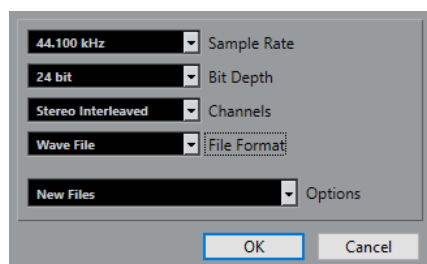 44.100 kHz Sample Rate
24 bit Bit Depth
Stereo Interleaved Channels
Wave File File Format
New Files Options
OK Cancel